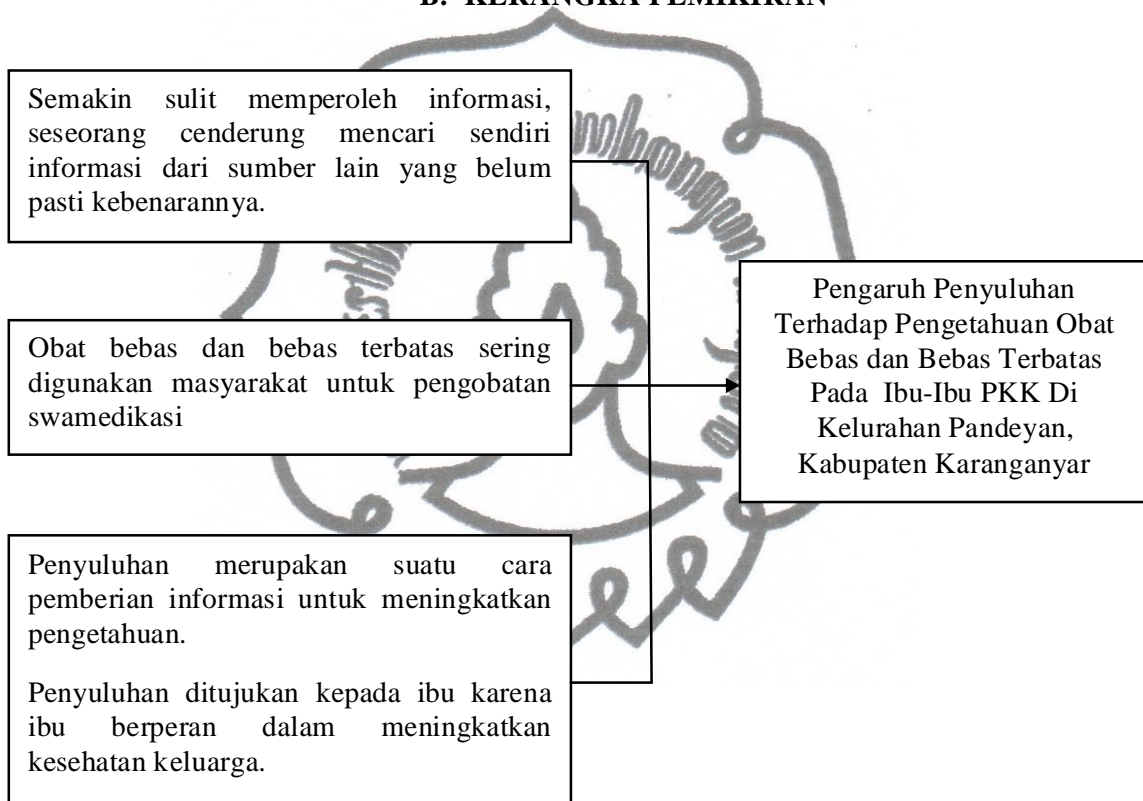 B. KERANGKA PEMIKIRAN
Semakin sulit memperoleh informasi,
seseorang cenderung mencari sendiri
informasi dari sumber lain yang belum
pasti kebenarannya.
Obat bebas dan bebas terbatas sering
digunakan masyarakat untuk pengobatan
swamedikasi
Penyuluhan merupakan suatu cara
pemberian informasi untuk meningkatkan
pengetahuan.
Penyuluhan ditujukan kepada ibu karena
ibu berperan dalam meningkatkan
kesehatan keluarga.
Pengaruh Penyuluhan
Terhadap Pengetahuan Obat
Bebas dan Bebas Terbatas
Pada Ibu-Ibu PKK Di
Kelurahan Pandeyan,
Kabupaten Karanganyar